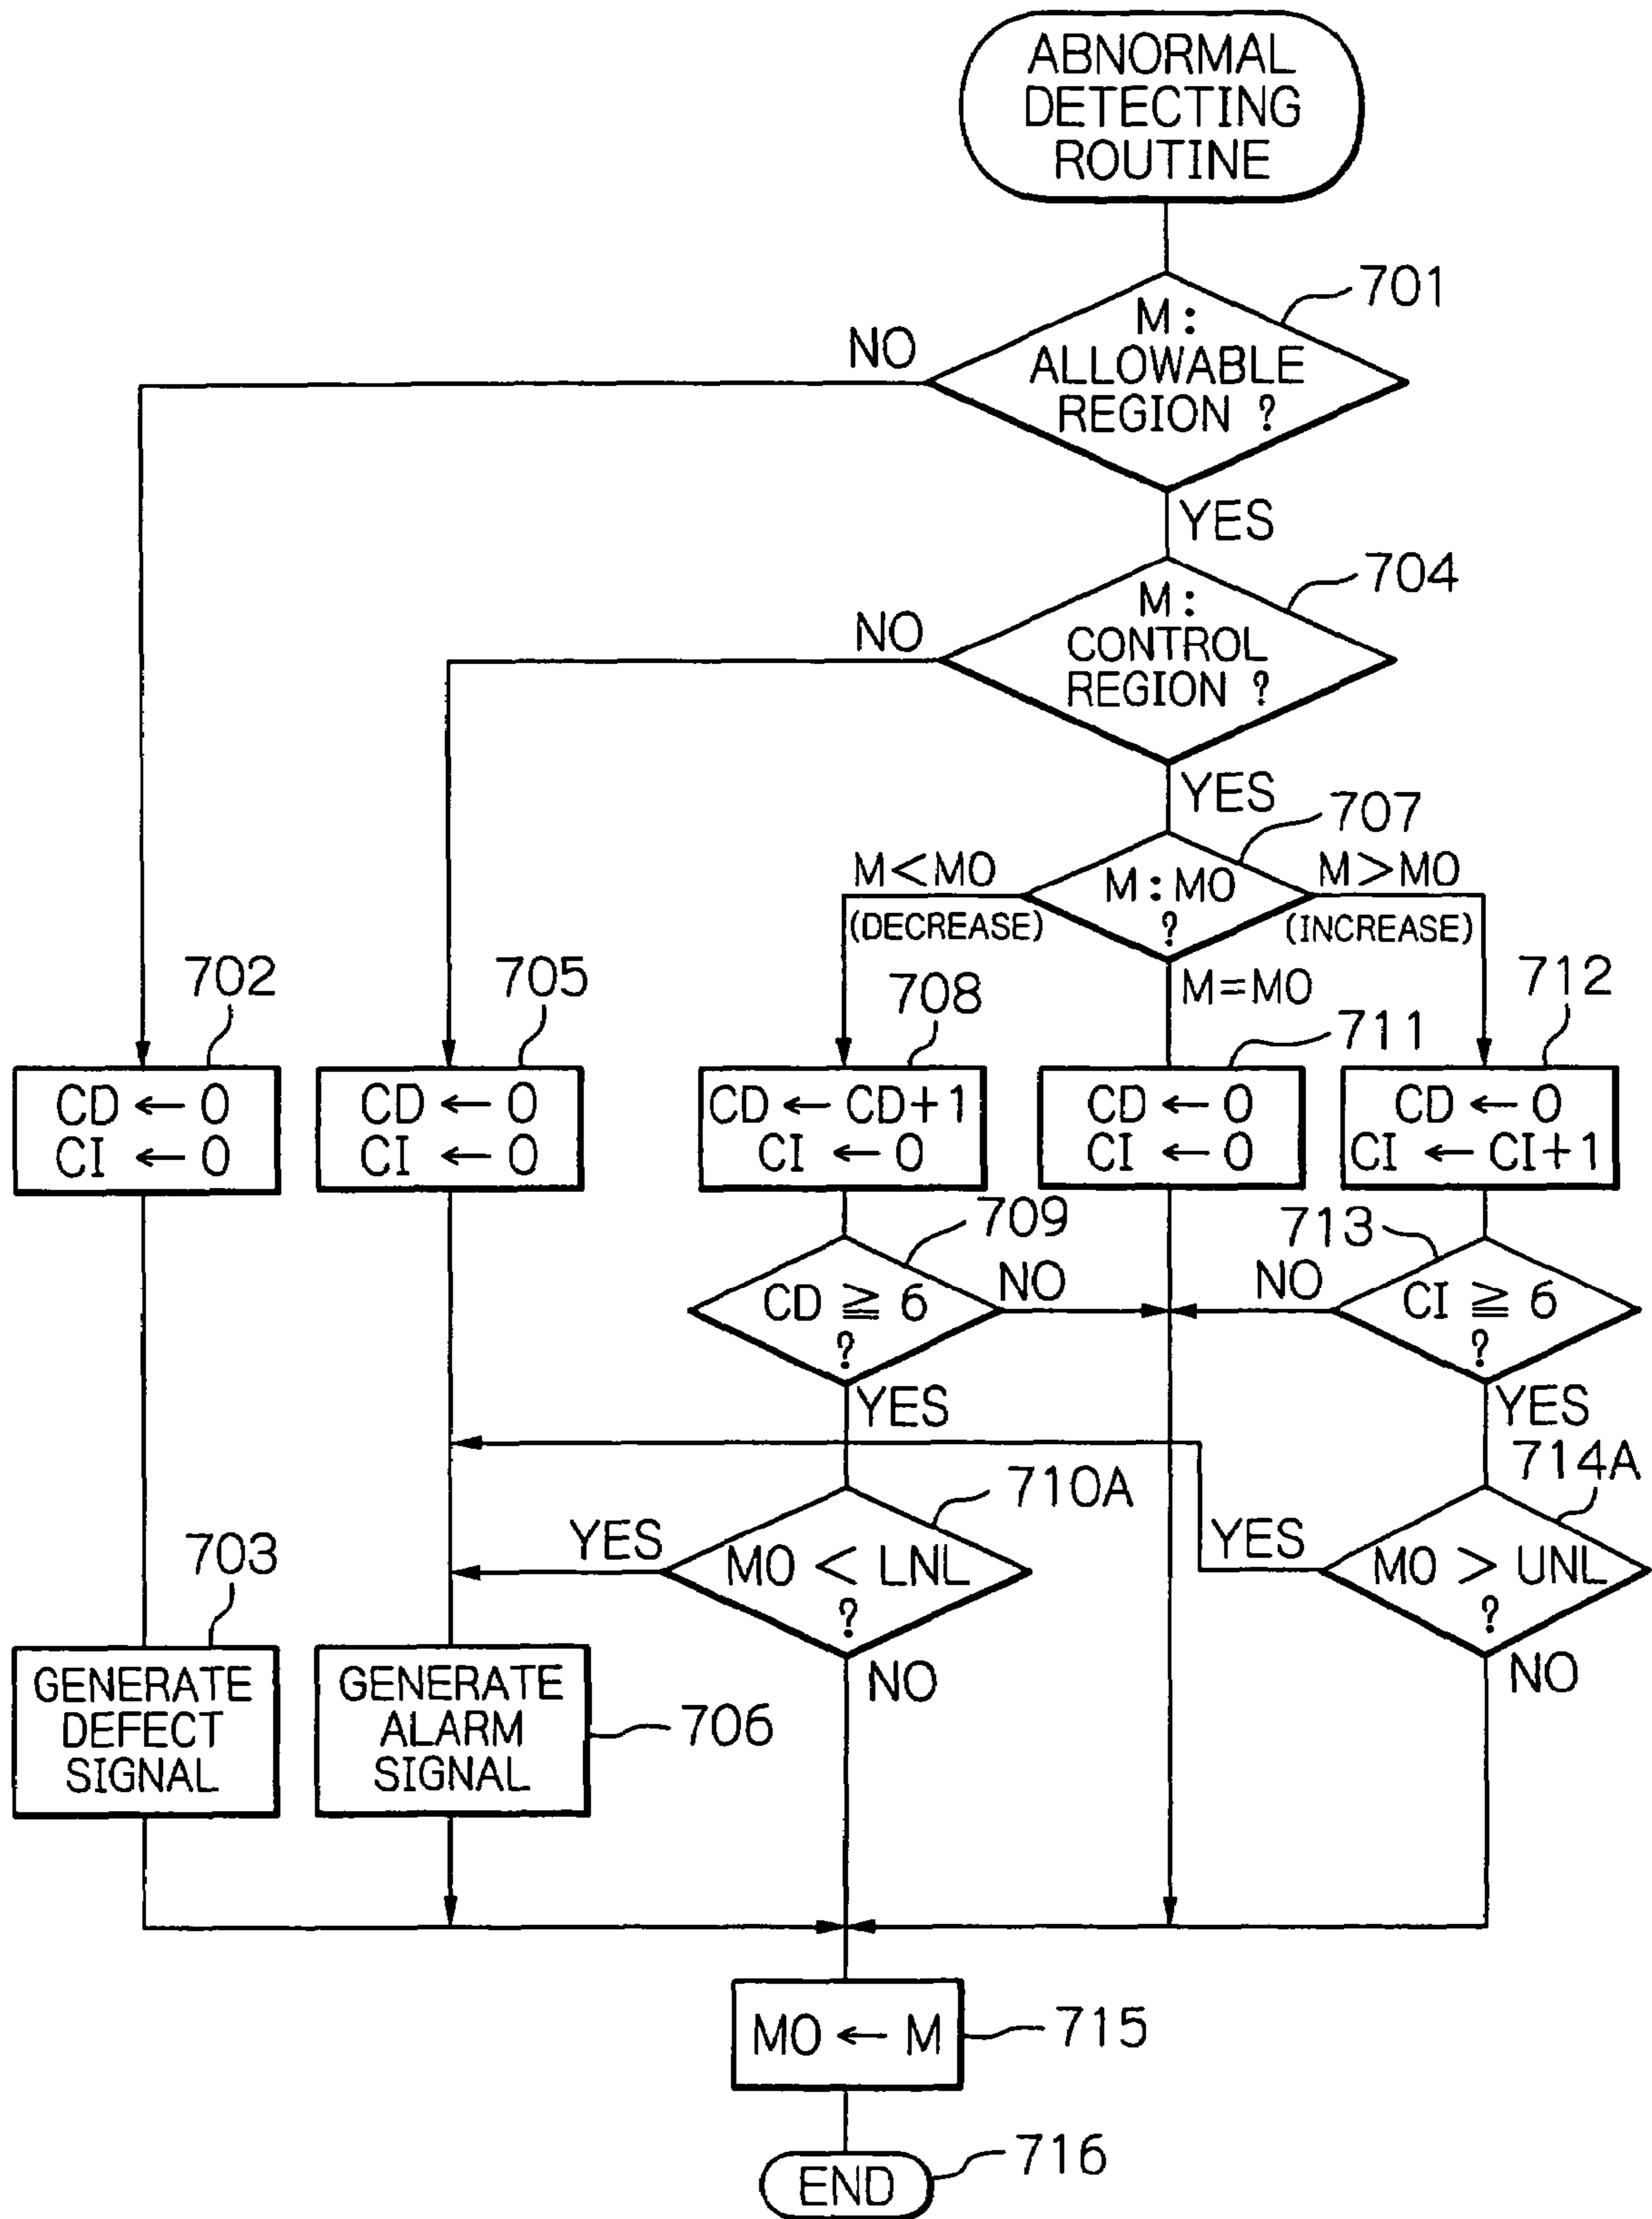 ABNORMAL
DETECTING
ROUTINE
701
M:
ALLOWABLE
REGION ?
NO
YES
704
M:
CONTROL
REGION ?
NO
YES
707
M<M0
(DECREASE)
M:M0
?
M>M0
(INCREASE)
M=M0
702
705
708
711
712
CD ← 0
CI ← 0
CD ← 0
CI ← 0
CD ← CD+1
CI ← 0
CD ← 0
CI ← 0
CD ← 0
CI ← CI+1
709
713
CD ≧ 6
?
NO
NO
CI ≧ 6
?
YES
YES
710A
714A
YES
M0 < LNL
?
YES
M0 > UNL
?
NO
NO
703
GENERATE
DEFECT
SIGNAL
GENERATE
ALARM
SIGNAL
706
M0 ← M
715
END
716